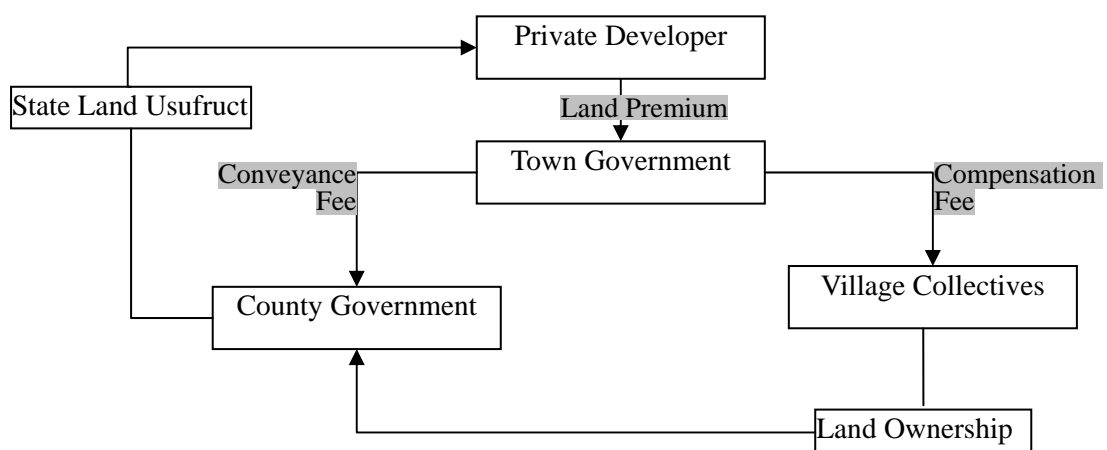 Private Developer
State Land Usufruct
Land Premium
Town Government
Conveyance
Fee
Compensation
Fee
Village Collectives
County Government
Land Ownership